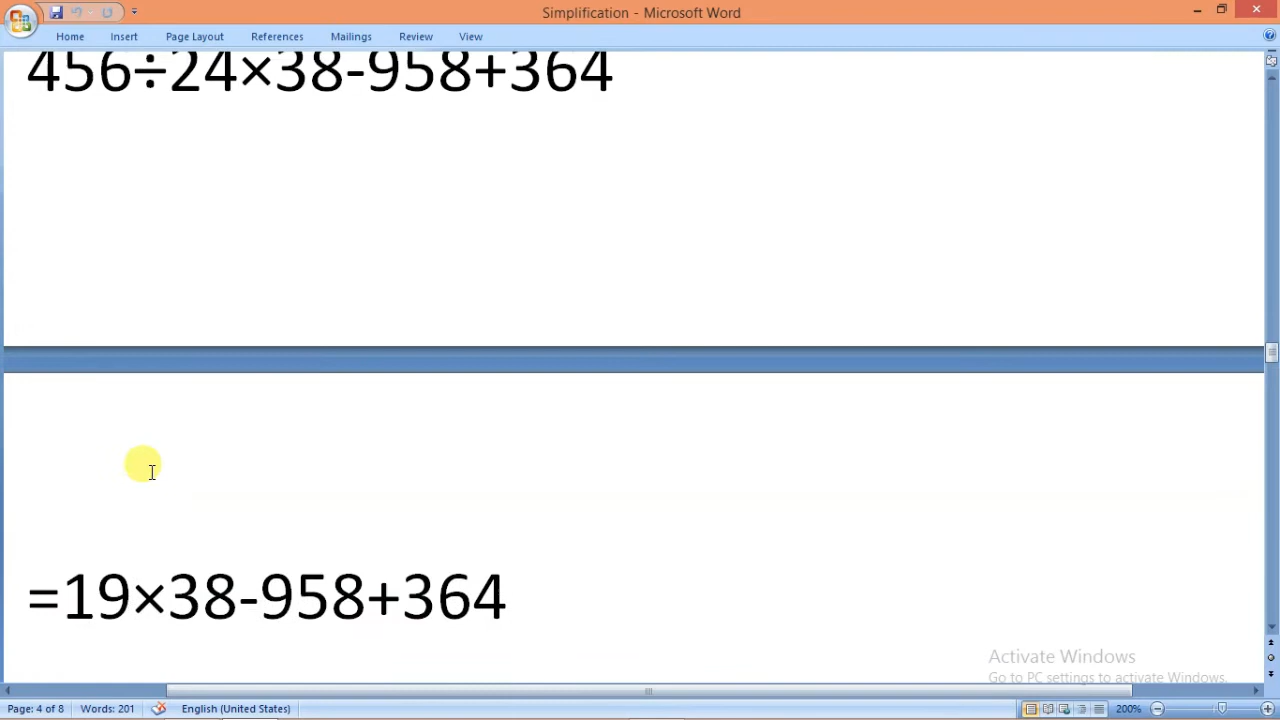 Simplification - Microsoft Word
Home Insert Page Layout References Mailings Review View
456÷24×38-958+364
=19×38-958+364
Activate Windows
Go to PC settings to activate Windows.
Page: 4 of 8 Words: 201 English (United States) 200%